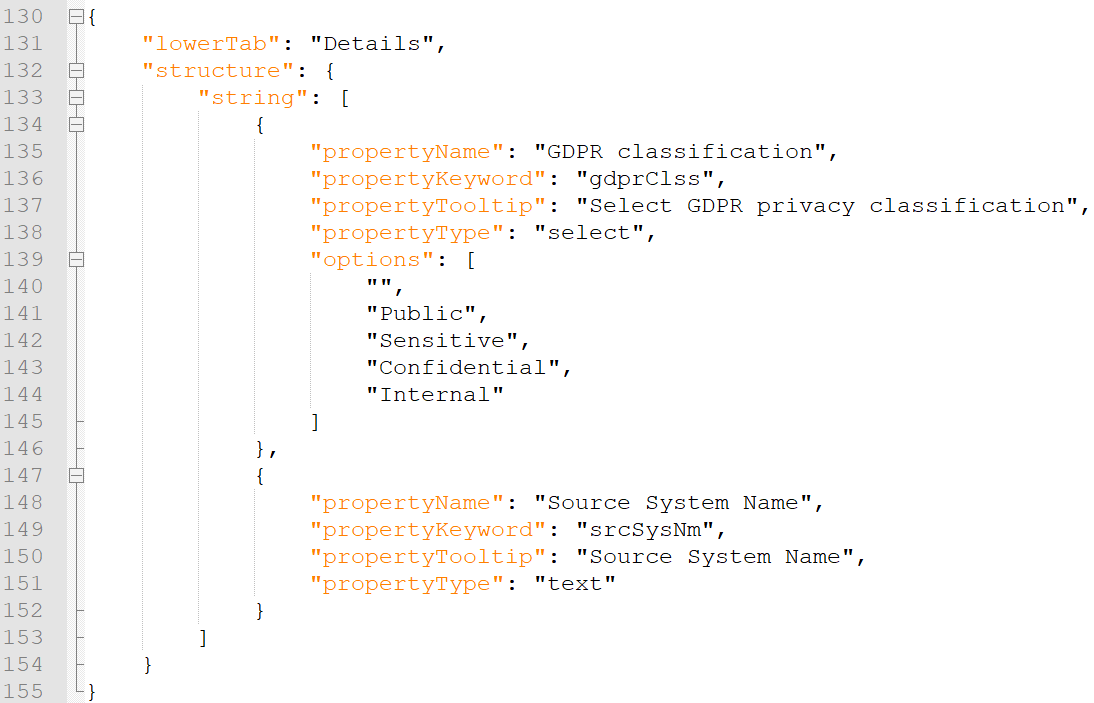 130 {
131     "lowerTab": "Details",
132     "structure": {
133         "string": [
134             {
135                 "propertyName": "GDPR classification",
136                 "propertyKeyword": "gdprClss",
137                 "propertyTooltip": "Select GDPR privacy classification",
138                 "propertyType": "select",
139                 "options": [
140                     "",
141                     "Public",
142                     "Sensitive",
143                     "Confidential",
144                     "Internal"
145                 ]
146             },
147             {
148                 "propertyName": "Source System Name",
149                 "propertyKeyword": "srcSysNm",
150                 "propertyTooltip": "Source System Name",
151                 "propertyType": "text"
152             }
153         ]
154     }
155 }